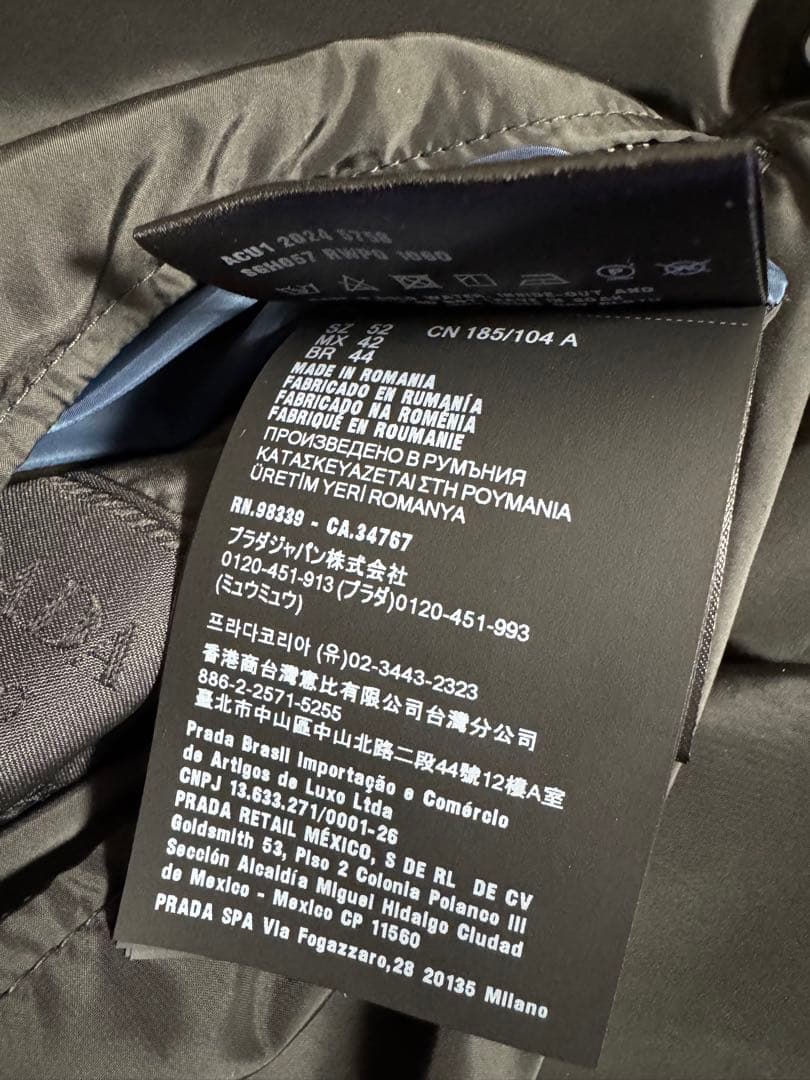 ACU1 2024 S758
SGH057 RWP0 1060
INSIDE-OUT AND
SZ 52 CN 185/104 A
MX 42
BR 44
MADE IN ROMANIA
FABRICADO EN RUMANÍA
FABRICADO NA ROMÉNIA
FABRIQUÉ EN ROUMANIE
ПРОИЗВЕДЕНО В РУМЪНИЯ
ΚΑΤΑΣΚΕΥΑΖΕΤΑΙ ΣΤΗ ΡΟΥΜΑΝΙΑ
ÜRETİM YERİ ROMANYA
RN.98339 - CA.34767
プラダジャパン株式会社
0120-451-913 (プラダ)0120-451-993
(ミュウミュウ)
프라다코리아 (유)02-3443-2323
香港商台灣惠比有限公司台灣分公司
886-2-2571-5255
臺北市中山區中山北路二段44號12樓A室
Prada Brasil Importação e Comércio
de Artigos de Luxo Ltda
CNPJ 13.633.271/0001-26
PRADA RETAIL MÉXICO, S DE RL DE CV
Goldsmith 53, Piso 2 Colonia Polanco III
Sección Alcaldía Miguel Hidalgo Ciudad
de Mexico - Mexico CP 11560
PRADA SPA Via Fogazzaro,28 20135 Milano